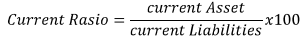 Current Rasio = current Asset / current Liabilities x100